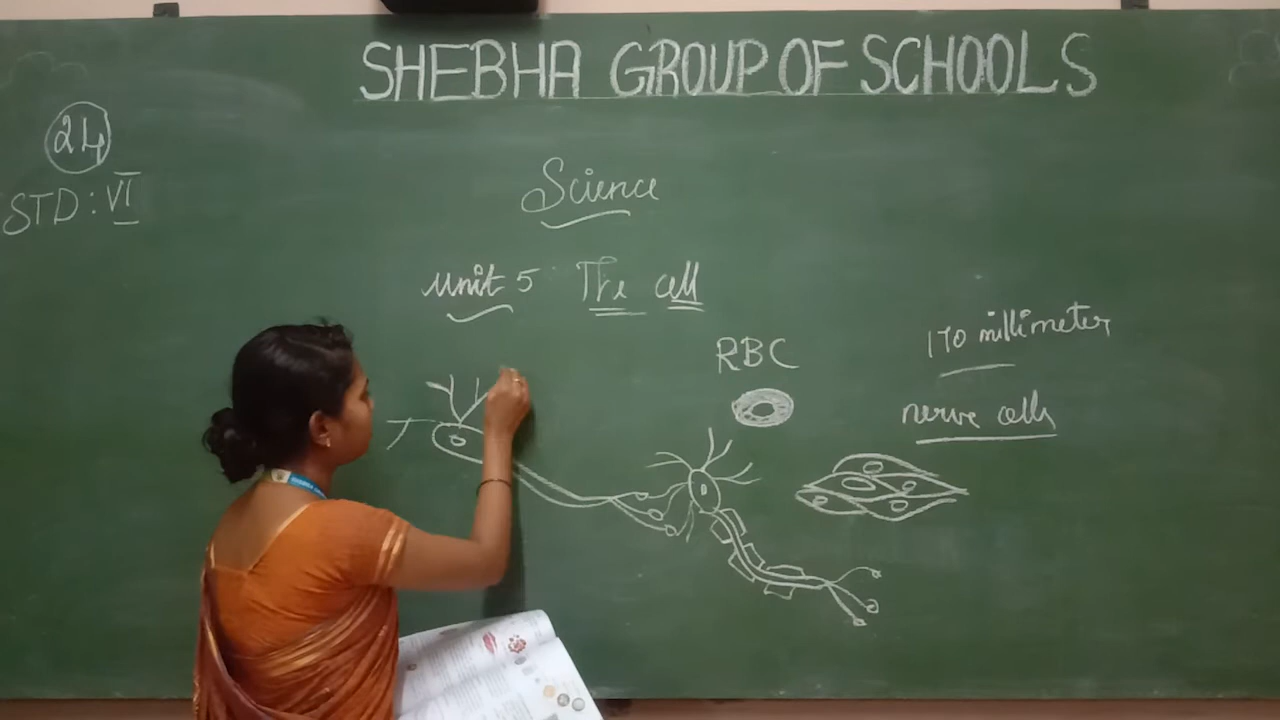 SHEBHA GROUP OF SCHOOLS
24
STD : VI
Science
Unit 5 The cell
RBC
170 millimeter
nerve cells